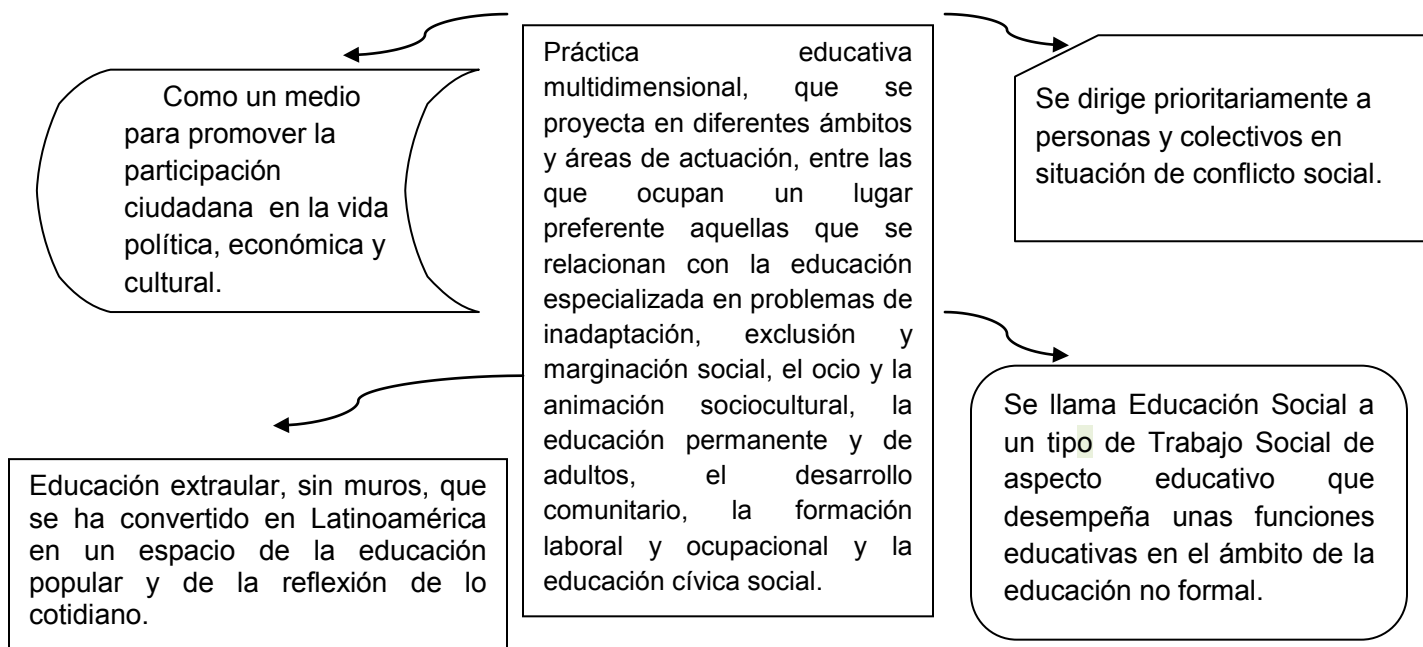 Como un medio
para promover la
participación
ciudadana en la vida
política, económica y
cultural.
Práctica educativa
multidimensional, que se
proyecta en diferentes ámbitos
y áreas de actuación, entre las
que ocupan un lugar
preferente aquellas que se
relacionan con la educación
especializada en problemas de
inadaptación, exclusión y
marginación social, el ocio y la
animación sociocultural, la
educación permanente y de
adultos, el desarrollo
comunitario, la formación
laboral y ocupacional y la
educación cívica social.
Se dirige prioritariamente a
personas y colectivos en
situación de conflicto social.
Educación extraular, sin muros, que
se ha convertido en Latinoamérica
en un espacio de la educación
popular y de la reflexión de lo
cotidiano.
Se llama Educación Social a
un tipo de Trabajo Social de
aspecto educativo que
desempeña unas funciones
educativas en el ámbito de la
educación no formal.